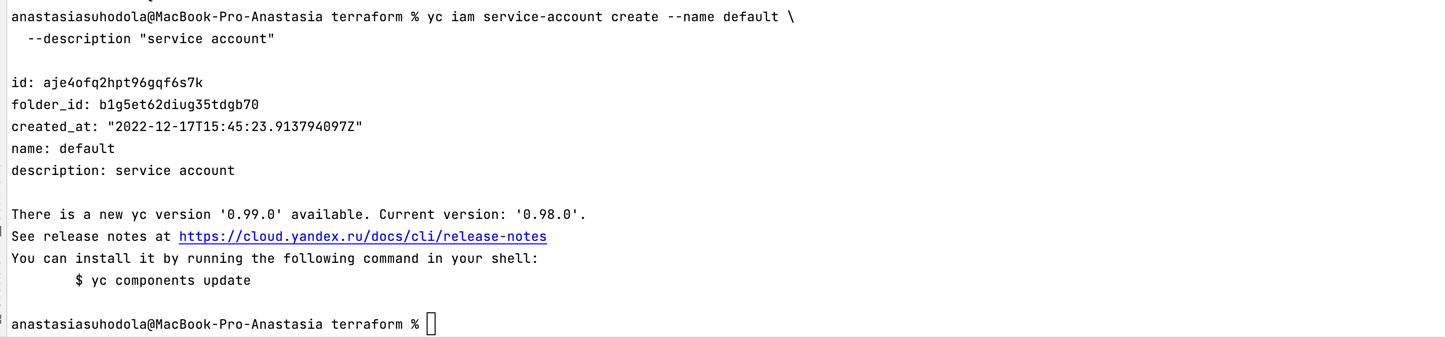 anastasiasuhodola@MacBook-Pro-Anastasia terraform % yc iam service-account create --name default \
--description "service account"
id: aje4ofq2hpt96gqf6s7k
folder_id: b1g5et62diug35tdgb70
created_at: "2022-12-17T15:45:23.913794097Z"
name: default
description: service account
There is a new yc version '0.99.0' available. Current version: '0.98.0'.
See release notes at https://cloud.yandex.ru/docs/cli/release-notes
You can install it by running the following command in your shell:
$ yc components update
anastasiasuhodola@MacBook-Pro-Anastasia terraform %